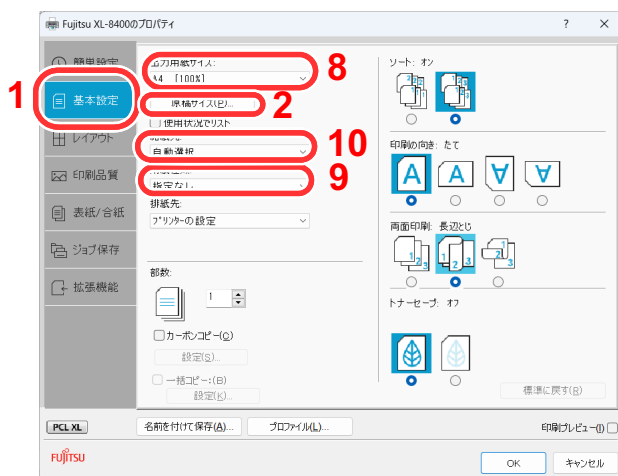 Fujitsu XL-8400のプロパティ
? ×
簡単設定
1 基本設定
レイアウト
印刷品質
表紙/合紙
ジョブ保存
拡張機能
出力用紙サイズ:
A4 [100%]
8
原稿サイズ(P)...
2
使用状況でリスト
自動選択
10
指定なし
9
排紙先:
プリンターの設定
部数:
1
カーボンコピー(O)
設定(S)...
一括コピー:(B)
設定(K)...
ソート: オン
印刷の向き: たて
A A A A
両面印刷: 長辺とじ
トナーセーブ: オフ
標準に戻す(R)
PCL XL
名前を付けて保存(A)...
プロファイル(L)...
印刷プレビュー(I)
FUJITSU
OK
キャンセル